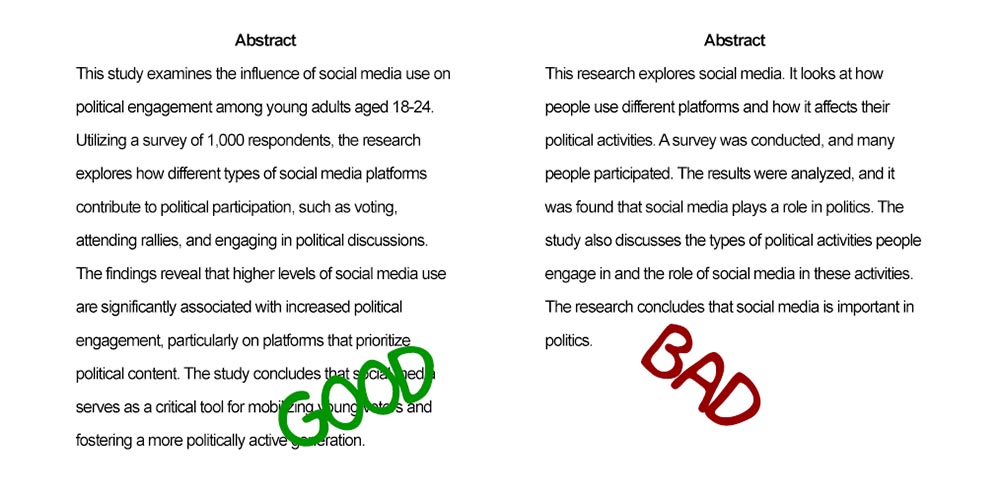 Abstract
This study examines the influence of social media use on
political engagement among young adults aged 18-24.
Utilizing a survey of 1,000 respondents, the research
explores how different types of social media platforms
contribute to political participation, such as voting,
attending rallies, and engaging in political discussions.
The findings reveal that higher levels of social media use
are significantly associated with increased political
engagement, particularly on platforms that prioritize
political content. The study concludes that social media
serves as a critical tool for mobilizing young voters and
fostering a more politically active generation.
GOOD
Abstract
This research explores social media. It looks at how
people use different platforms and how it affects their
political activities. A survey was conducted, and many
people participated. The results were analyzed, and it
was found that social media plays a role in politics. The
study also discusses the types of political activities people
engage in and the role of social media in these activities.
The research concludes that social media is important in
politics.
BAD